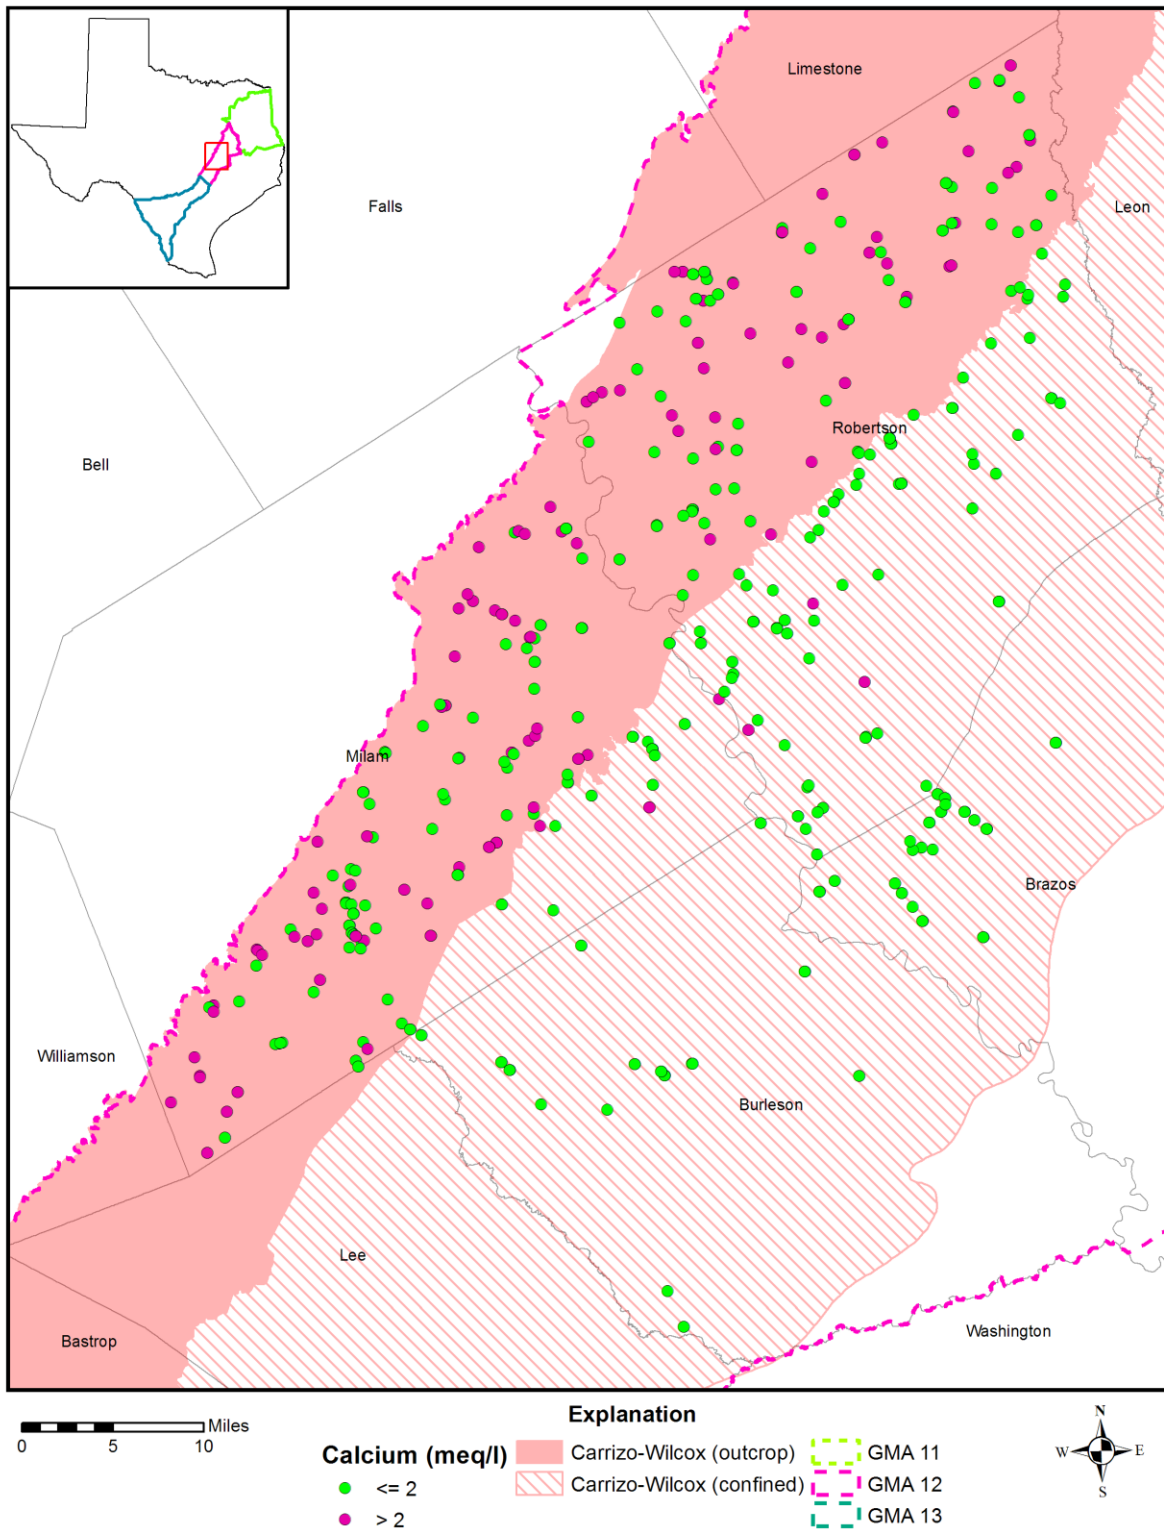 Limestone
Falls
Leon
Robertson
Bell
Milam
Brazos
Williamson
Burleson
Lee
Washington
Bastrop
Explanation
Miles
0 5 10
Calcium (meq/l)
<= 2
> 2
Carrizo-Wilcox (outcrop)
Carrizo-Wilcox (confined)
GMA 11
GMA 12
GMA 13
N
W E
S